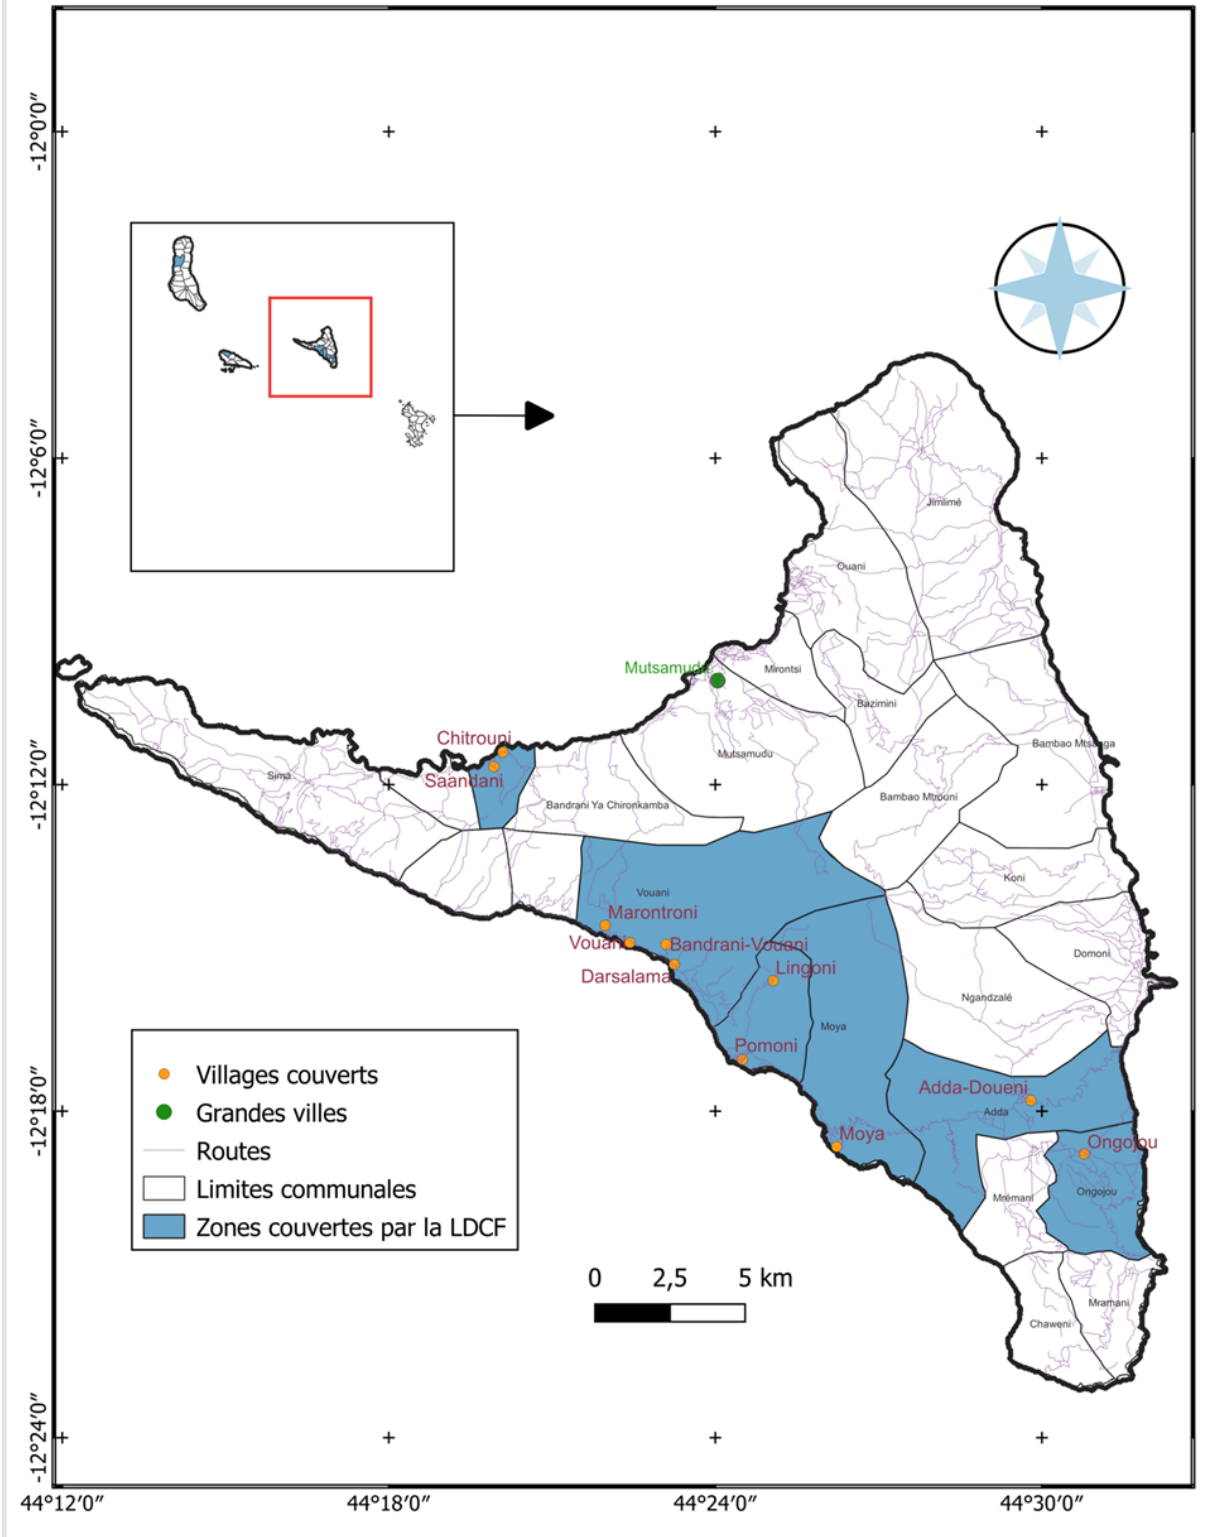 -12°0′0″
-12°6′0″
Jimlimé
Ouani
Mutsamudu
Mirontsi
Bazimini
Chitrouni
Mutsamudu
Bambao Mtsanga
Sima
Saandani
-12°12′0″
Bandrani Ya Chironkamba
Bambao Mtrouni
Koni
Vouani
Marontroni
Vouani
Bandrani-Vouani
Domoni
Darsalama
Lingoni
Ngandzalé
Moya
Pomoni
Adda-Doueni
Adda
-12°18′0″
Moya
Ongojou
Mrémani
Ongojou
Mramani
Chaweni
Villages couverts
Grandes villes
Routes
Limites communales
Zones couvertes par la LDCF
0 2,5 5 km
-12°24′0″
44°12′0″ 44°18′0″ 44°24′0″ 44°30′0″